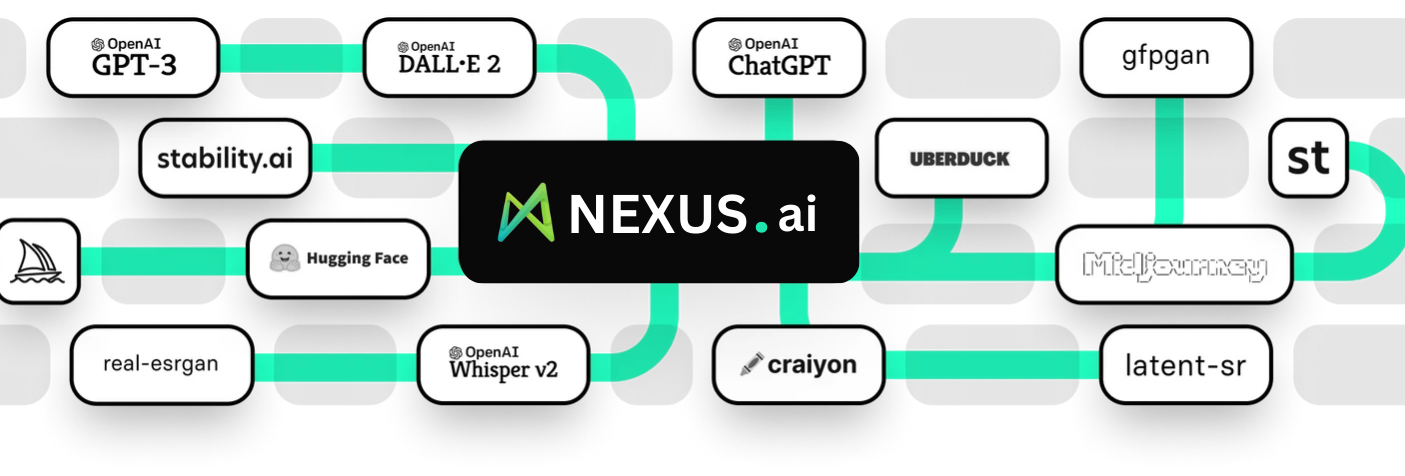 OpenAI
GPT-3
OpenAI
DALL·E 2
OpenAI
ChatGPT
gfpgan
stability.ai
UBERDUCK
st
NEXUS.ai
Hugging Face
Midjourney
real-esrgan
OpenAI
Whisper v2
craiyon
latent-sr